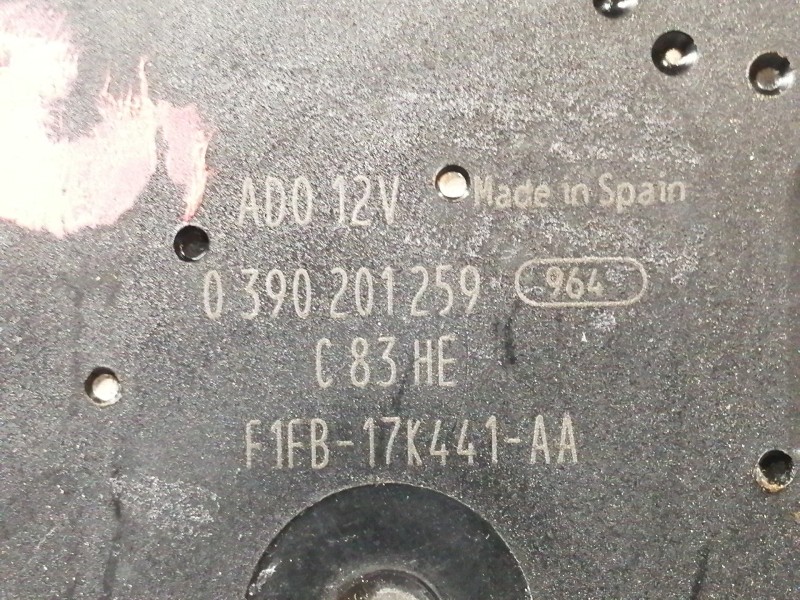 ADO 12V Made in Spain
0 390 201 259 964
C 83 HE
F1FB-17K441-AA